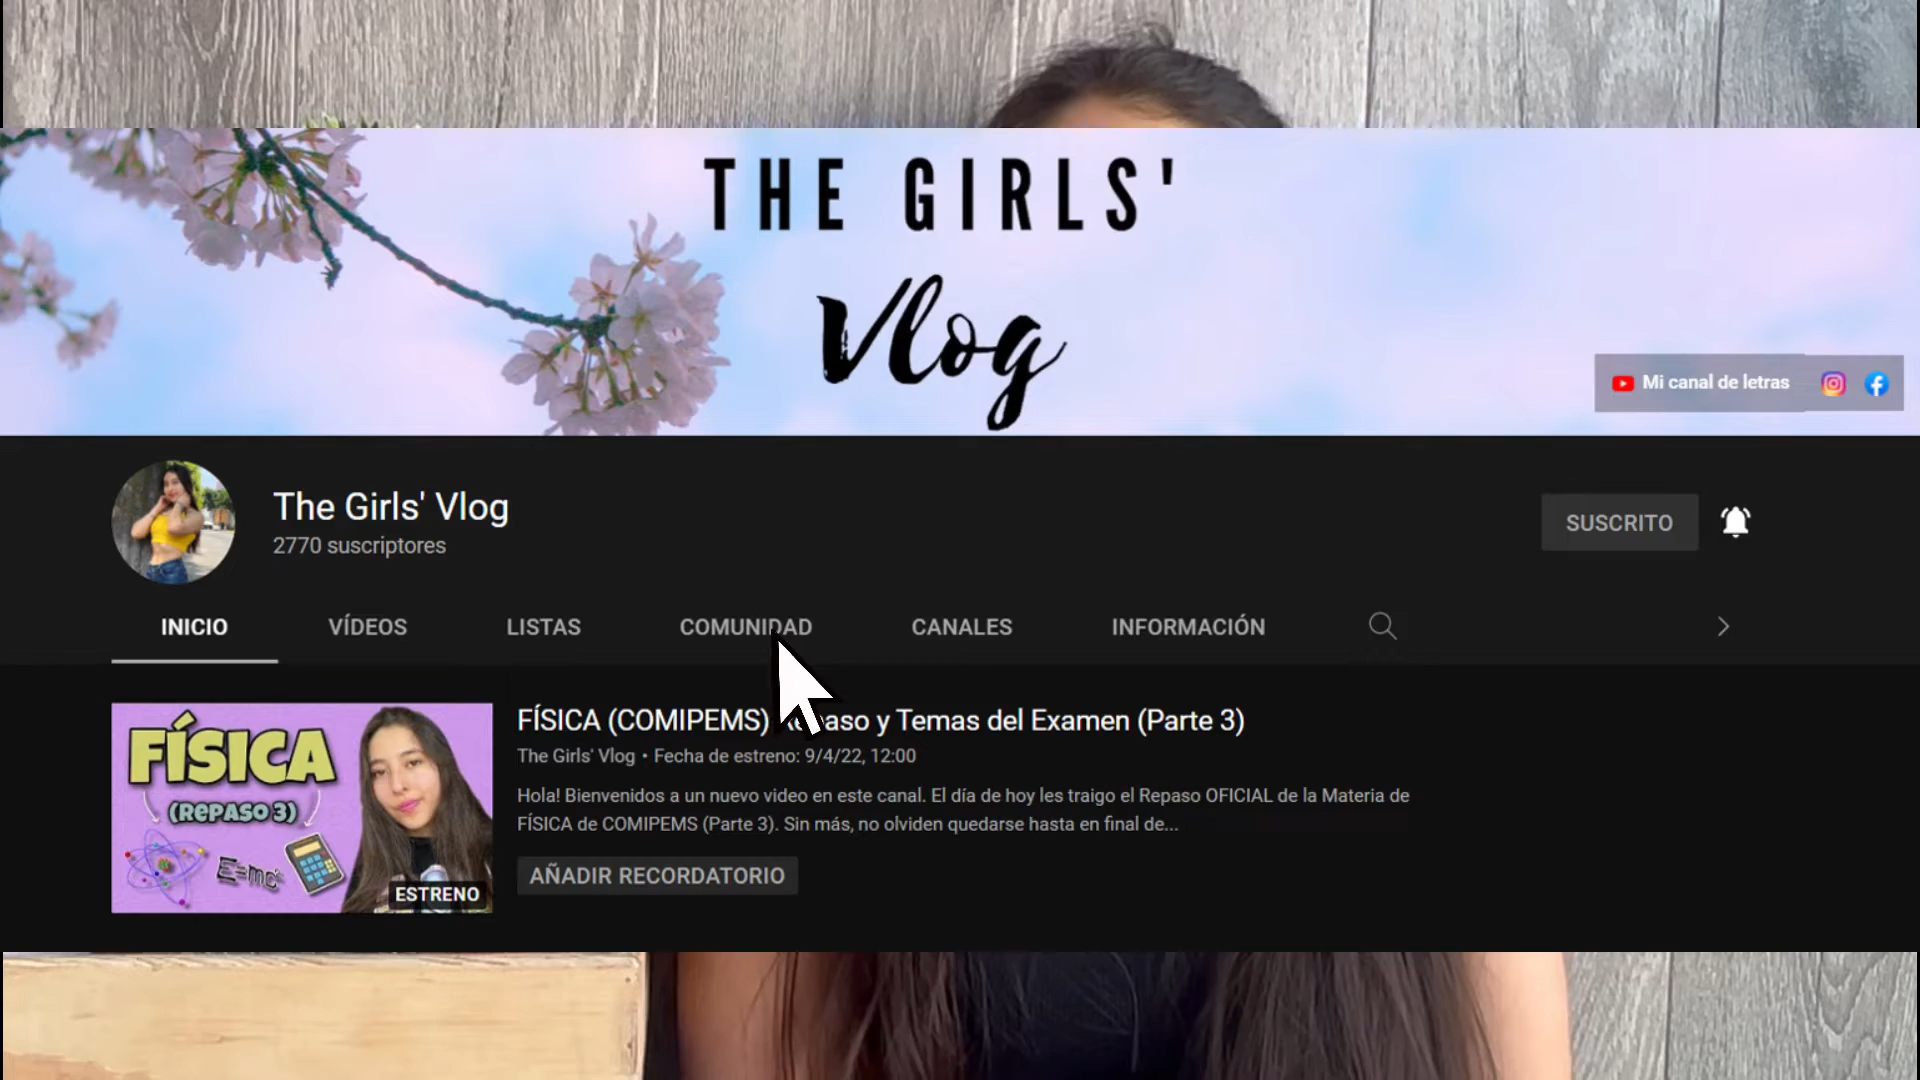 THE GIRLS'
Vlog
Mi canal de letras
The Girls' Vlog
2770 suscriptores
SUSCRITO
INICIO
VÍDEOS
LISTAS
COMUNIDAD
CANALES
INFORMACIÓN
FÍSICA
(REPASO 3)
E=mc²
ESTRENO
FÍSICA (COMIPEMS) Repaso y Temas del Examen (Parte 3)
The Girls' Vlog • Fecha de estreno: 9/4/22, 12:00
Hola! Bienvenidos a un nuevo video en este canal. El día de hoy les traigo el Repaso OFICIAL de la Materia de
FÍSICA de COMIPEMS (Parte 3). Sin más, no olviden quedarse hasta en final de...
AÑADIR RECORDATORIO